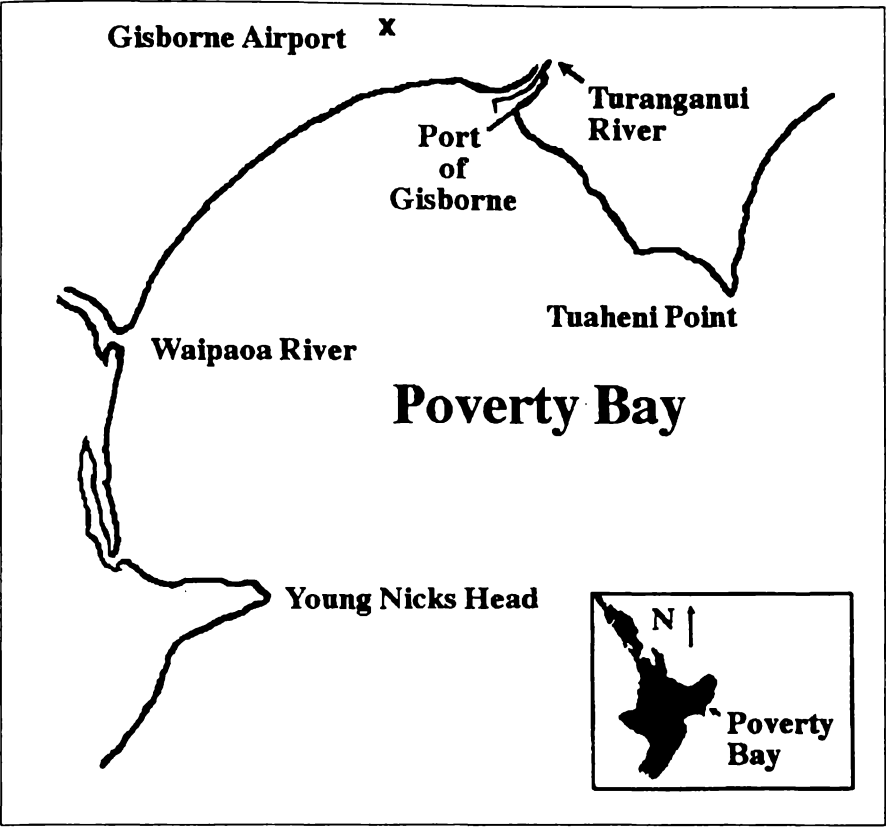 Gisborne Airport X
Turanganui
River
Port
of
Gisborne
Tuaheni Point
Waipaoa River
Poverty Bay
Young Nicks Head
N
Poverty
Bay